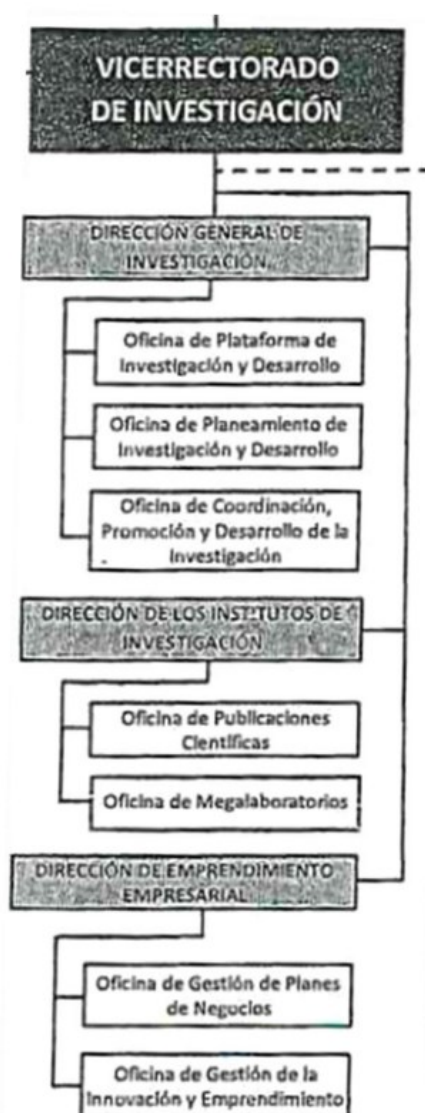 VICERRECTORADO
DE INVESTIGACIÓN
DIRECCIÓN GENERAL DE
INVESTIGACIÓN.
Oficina de Plataforma de
Investigación y Desarrollo
Oficina de Planeamiento de
Investigación y Desarrollo
Oficina de Coordinación,
Promoción y Desarrollo de la
Investigación
DIRECCIÓN DE LOS INSTITUTOS DE
INVESTIGACIÓN
Oficina de Publicaciones
Científicas
Oficina de Megalaboratorios
DIRECCIÓN DE EMPRENDIMIENTO
EMPRESARIAL
Oficina de Gestión de Planes
de Negocios
Oficina de Gestión de la
Innovación y Emprendimiento